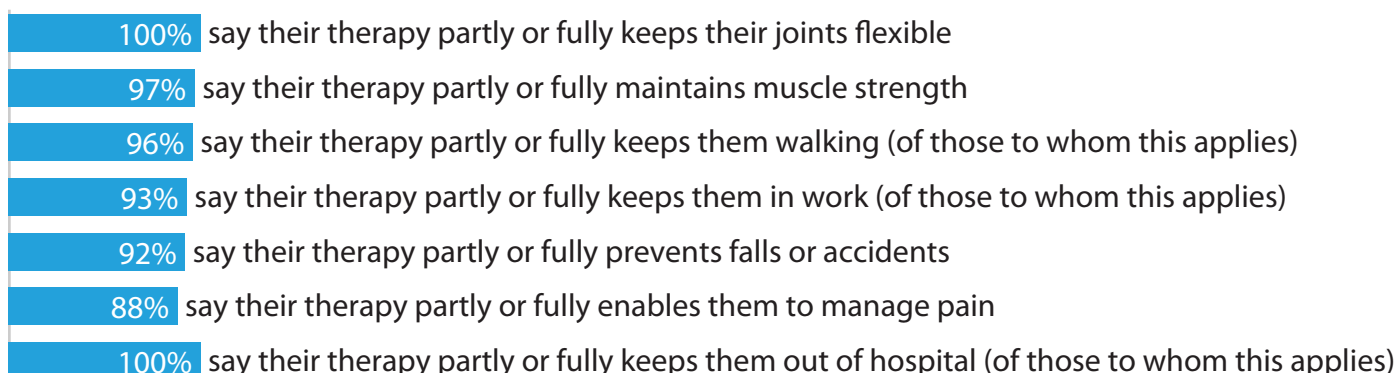 100% say their therapy partly or fully keeps their joints flexible
97% say their therapy partly or fully maintains muscle strength
96% say their therapy partly or fully keeps them walking (of those to whom this applies)
93% say their therapy partly or fully keeps them in work (of those to whom this applies)
92% say their therapy partly or fully prevents falls or accidents
88% say their therapy partly or fully enables them to manage pain
100% say their therapy partly or fully keeps them out of hospital (of those to whom this applies)